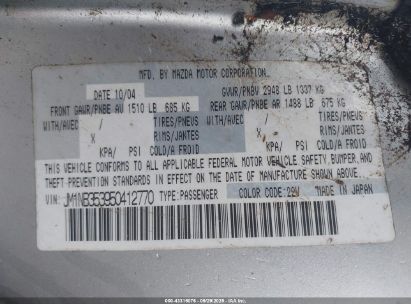 MFD. BY MAZDA MOTOR CORPORATION.
DATE 10/04 GVWR/PNBV 2948 LB 1337 KG
FRONT GAWR/PNBE AV 1510 LB 685 KG REAR GAWR/PNBE AR 1488 LB 675 KG
WITH/AVEC / TIRES/PNEUS WITH/AVEC / TIRES/PNEUS
X RIMS/JANTES X RIMS/JANTES
KPA/ PSI/ COLD/A FROID KPA/ PSI/ COLD/A FROID
THIS VEHICLE CONFORMS TO ALL APPLICABLE FEDERAL MOTOR VEHICLE SAFETY, BUMPER, AND
THEFT PREVENTION STANDARDS IN EFFECT ON THE DATE OF MANUFACTURE SHOWN ABOVE.
VIN: JM1NB353950412770 TYPE: PASSENGER COLOR CODE: 29V MADE IN JAPAN